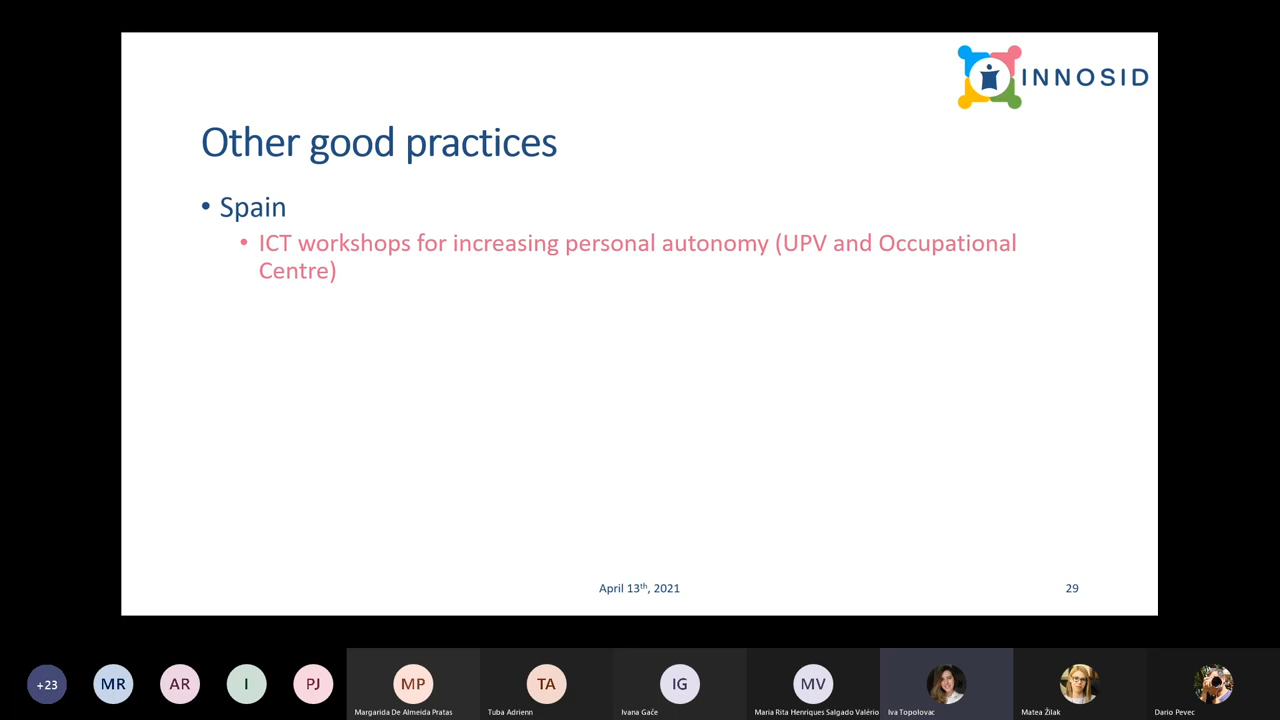 INNOSID
Other good practices
• Spain
• ICT workshops for increasing personal autonomy (UPV and Occupational
Centre)
April 13th, 2021
29
+23
MR
AR
I
PJ
MP
TA
IG
MV
Margarida De Almeida Pratas
Tuba Adrienn
Ivana Gače
Maria Rita Henriques Salgado Valério
Iva Topolovac
Matea Žilak
Dario Pevec